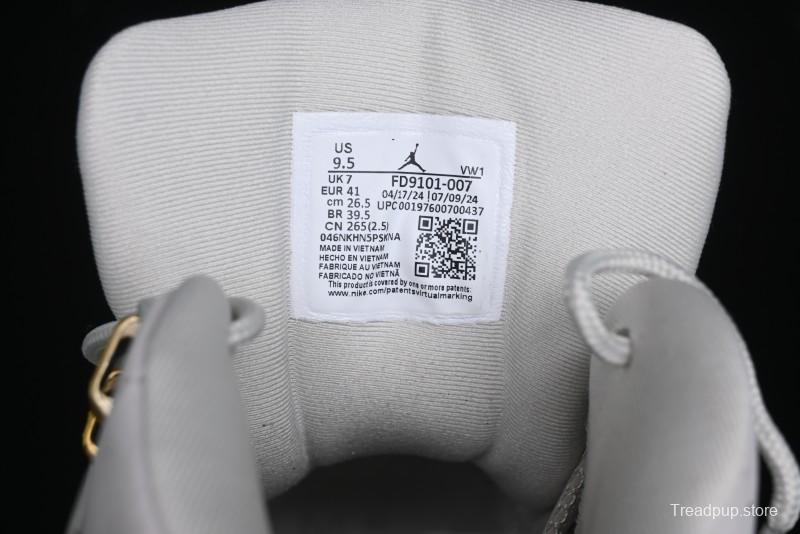 US
9.5
VW1
UK 7
FD9101-007
EUR 41
04/17/24 | 07/09/24
cm 26.5
UPC00197600700437
BR 39.5
CN 265(2.5)
046NKHN5PSKNA
MADE IN VIETNAM
HECHO EN VIETNAM
FABRIQUE AU VIETNAM
FABRICADO NO VIETNÃ
This product is covered by one or more patents:
www.nike.com/patentsvirtualmarking
Treadpup.store